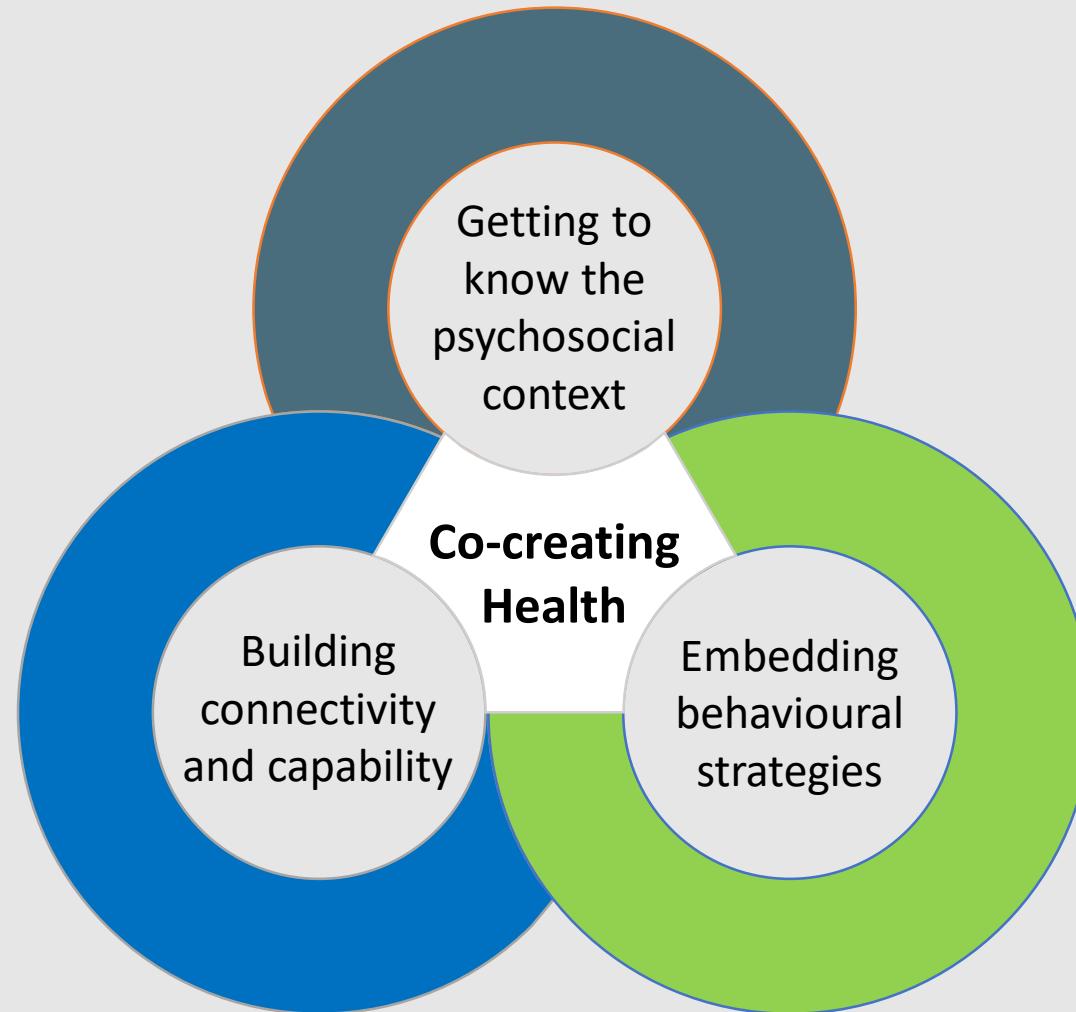 Getting to
know the
psychosocial
context
Co-creating
Health
Building
connectivity
and capability
Embedding
behavioural
strategies